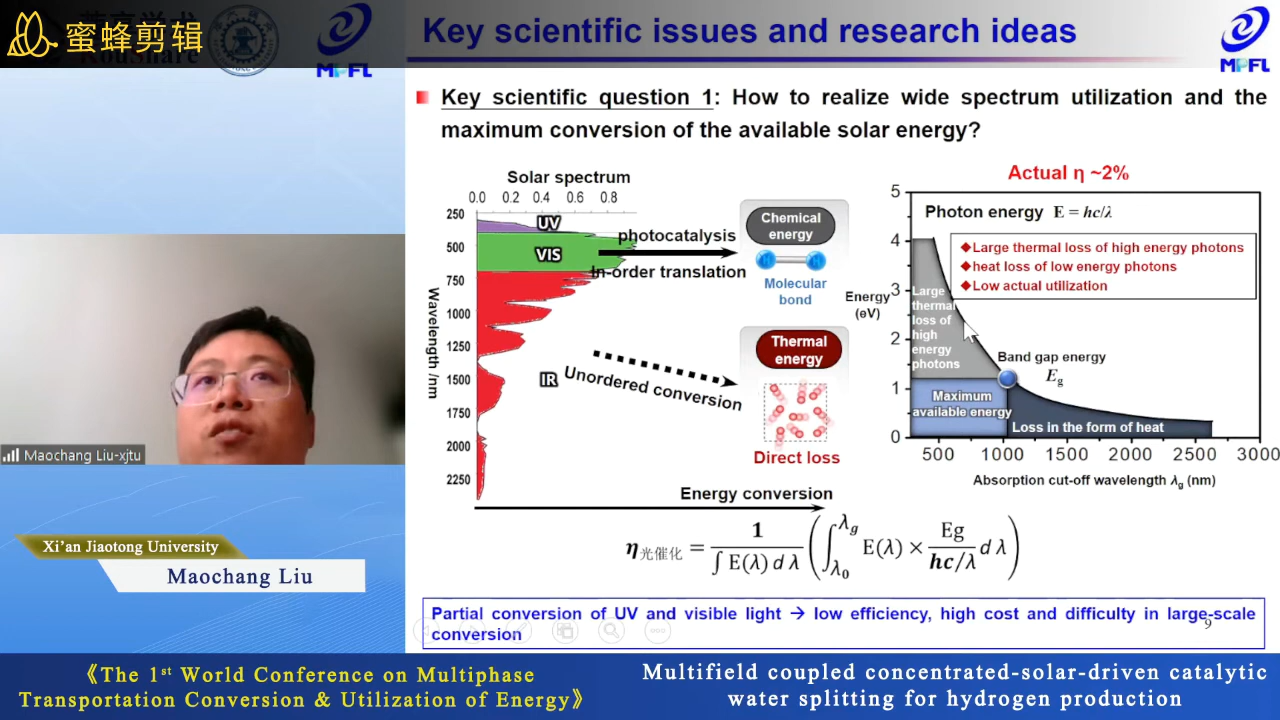 蜜蜂剪辑
Koushare
MPFL
Key scientific issues and research ideas
MPFL
Key scientific question 1: How to realize wide spectrum utilization and the
maximum conversion of the available solar energy?
Solar spectrum
0.0 0.2 0.4 0.6 0.8
250
500
750
1000
1250
1500
1750
2000
2250
Wavelength /nm
UV
VIS
IR
photocatalysis
In-order translation
Unordered conversion
Chemical
energy
H H
Molecular
bond
Thermal
energy
Direct loss
Energy conversion
Actual η ~2%
Energy
(eV)
5
4
3
2
1
0
Photon energy E = hc/λ
◆Large thermal loss of high energy photons
◆heat loss of low energy photons
◆Low actual utilization
Large
thermal
loss of
high
energy
photons
Band gap energy
Eg
Maximum
available energy
Loss in the form of heat
500 1000 1500 2000 2500 3000
Absorption cut-off wavelength λg (nm)
η光催化 = 1 / ∫ E(λ) d λ (∫λ0 λg E(λ) × Eg / hc/λ d λ)
Partial conversion of UV and visible light → low efficiency, high cost and difficulty in large-scale
conversion
9
Maochang Liu-xjtu
Xi’an Jiaotong University
Maochang Liu
《The 1st World Conference on Multiphase
Transportation Conversion & Utilization of Energy》
Multifield coupled concentrated-solar-driven catalytic
water splitting for hydrogen production